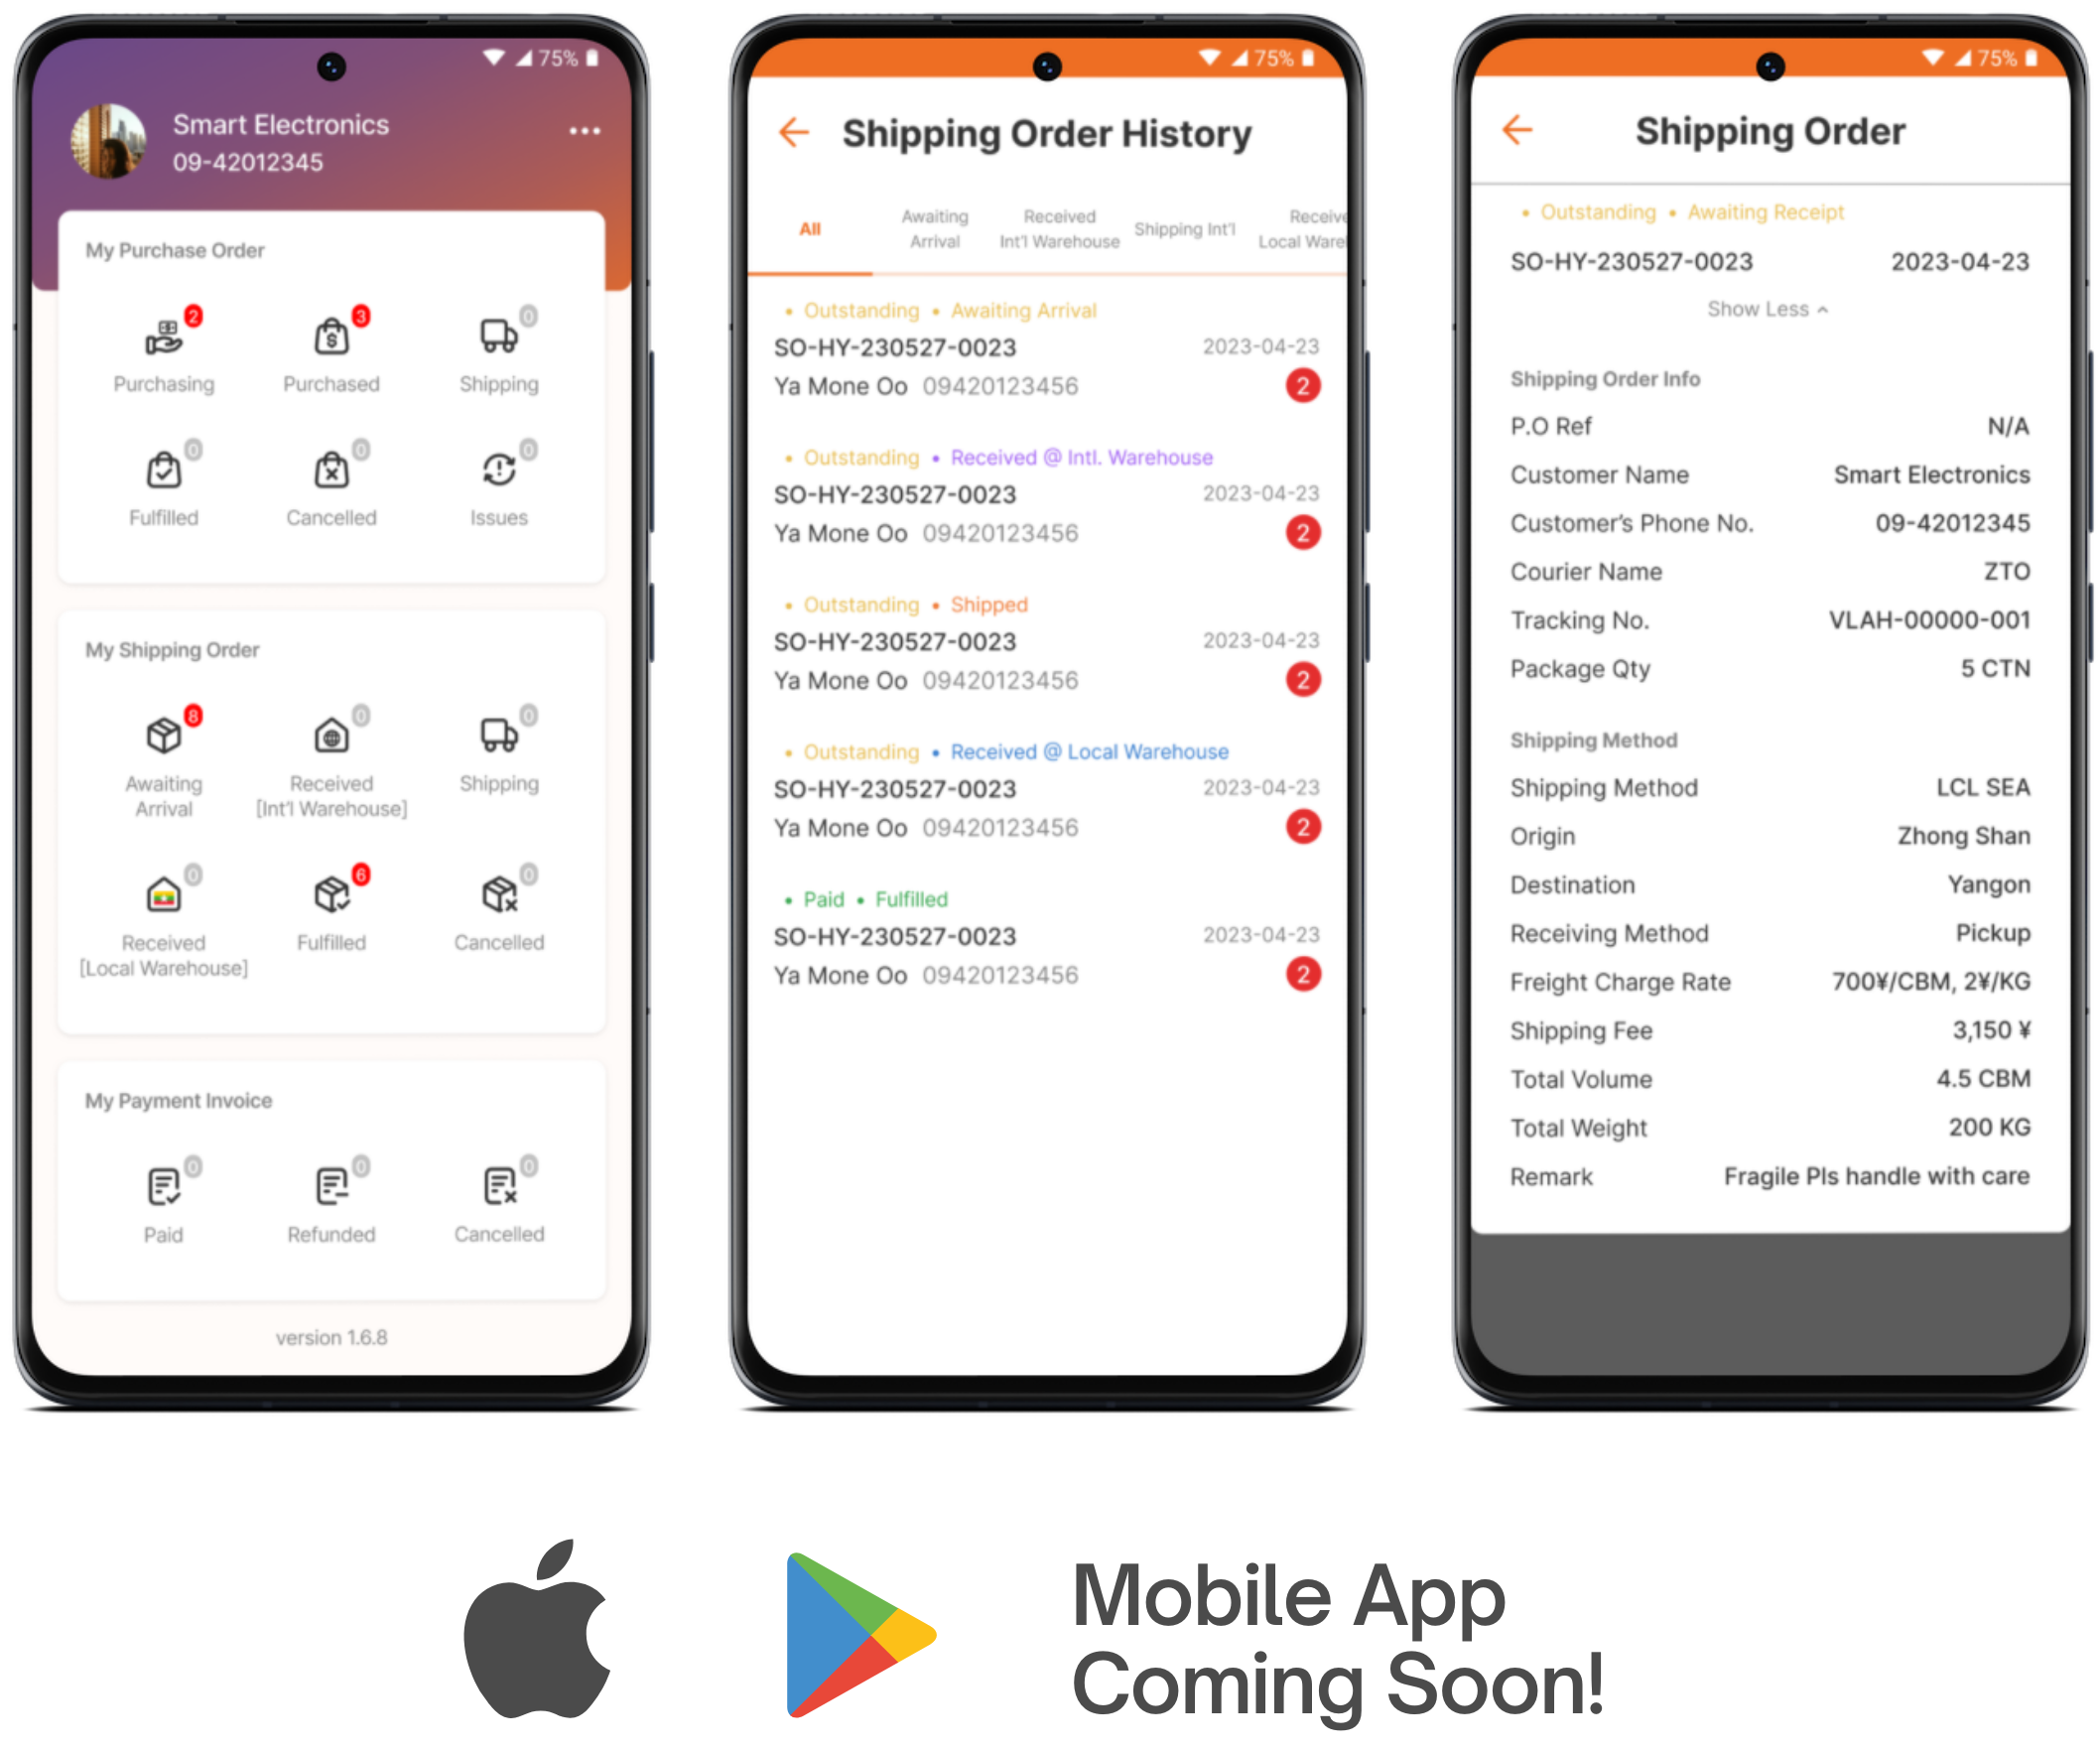 75%
Smart Electronics
09-42012345
My Purchase Order
2
3
0
Purchasing
Purchased
Shipping
0
0
0
Fulfilled
Cancelled
Issues
My Shipping Order
8
0
0
Awaiting
Arrival
Received
[Int'l Warehouse]
Shipping
0
6
0
Received
[Local Warehouse]
Fulfilled
Cancelled
My Payment Invoice
0
0
0
Paid
Refunded
Cancelled
version 1.6.8
75%
Shipping Order History
All
Awaiting
Arrival
Received
Int'l Warehouse
Shipping Int'l
Receive
Local Ware
• Outstanding • Awaiting Arrival
SO-HY-230527-0023 2023-04-23
Ya Mone Oo 09420123456 2
• Outstanding • Received @ Intl. Warehouse
SO-HY-230527-0023 2023-04-23
Ya Mone Oo 09420123456 2
• Outstanding • Shipped
SO-HY-230527-0023 2023-04-23
Ya Mone Oo 09420123456 2
• Outstanding • Received @ Local Warehouse
SO-HY-230527-0023 2023-04-23
Ya Mone Oo 09420123456 2
• Paid • Fulfilled
SO-HY-230527-0023 2023-04-23
Ya Mone Oo 09420123456 2
75%
Shipping Order
• Outstanding • Awaiting Receipt
SO-HY-230527-0023 2023-04-23
Show Less
Shipping Order Info
P.O Ref N/A
Customer Name Smart Electronics
Customer's Phone No. 09-42012345
Courier Name ZTO
Tracking No. VLAH-00000-001
Package Qty 5 CTN
Shipping Method
Shipping Method LCL SEA
Origin Zhong Shan
Destination Yangon
Receiving Method Pickup
Freight Charge Rate 700¥/CBM, 2¥/KG
Shipping Fee 3,150 ¥
Total Volume 4.5 CBM
Total Weight 200 KG
Remark Fragile Pls handle with care
Mobile App
Coming Soon!